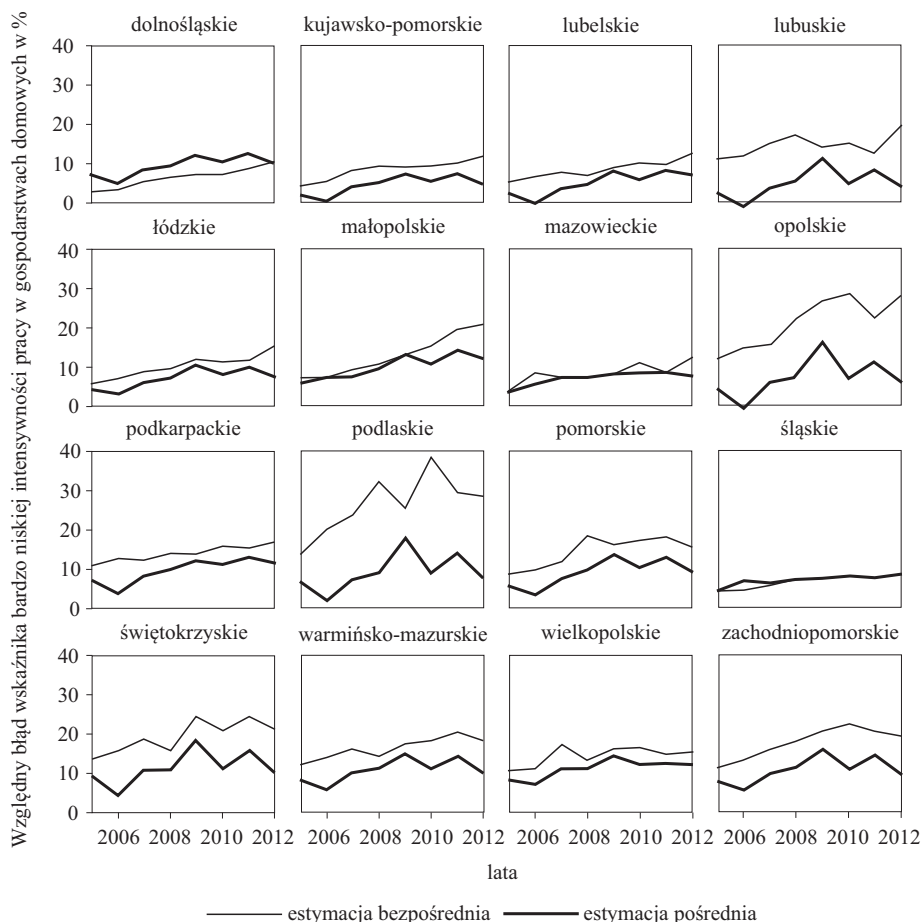 Względny błąd wskaźnika bardzo niskiej intensywności pracy w gospodarstwach domowych w %
dolnośląskie kujawsko-pomorskie lubelskie lubuskie
40
30
20
10
0
łódzkie małopolskie mazowieckie opolskie
40
30
20
10
0
podkarpackie podlaskie pomorskie śląskie
40
30
20
10
0
świętokrzyskie warmińsko-mazurskie wielkopolskie zachodniopomorskie
40
30
20
10
0
2006 2008 2010 2012 2006 2008 2010 2012 2006 2008 2010 2012 2006 2008 2010 2012
lata
estymacja bezpośrednia estymacja pośrednia